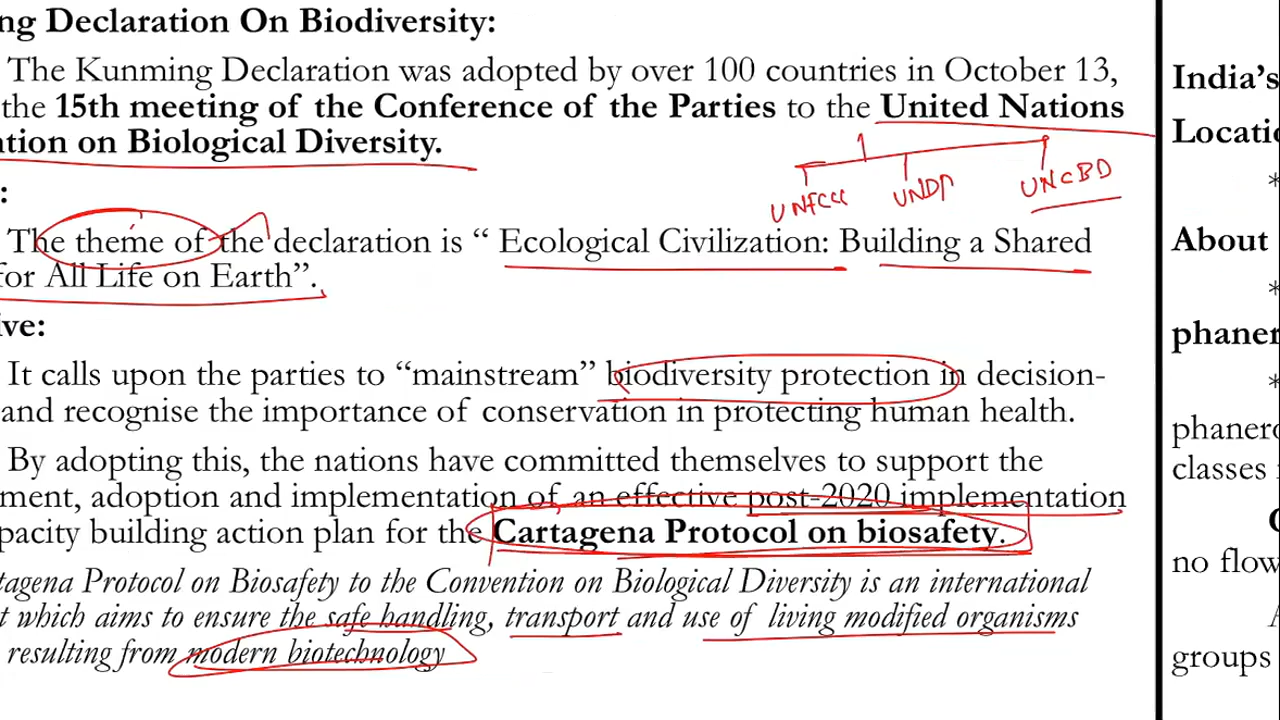 ng Declaration On Biodiversity:
The Kunming Declaration was adopted by over 100 countries in October 13,
the 15th meeting of the Conference of the Parties to the United Nations
tion on Biological Diversity.
UNFCCC UNDP UNCBD
:
The theme of the declaration is “ Ecological Civilization: Building a Shared
for All Life on Earth”.
ive:
It calls upon the parties to “mainstream” biodiversity protection in decision-
and recognise the importance of conservation in protecting human health.
By adopting this, the nations have committed themselves to support the
ment, adoption and implementation of an effective post-2020 implementation
pacity building action plan for the Cartagena Protocol on biosafety.
tagena Protocol on Biosafety to the Convention on Biological Diversity is an international
t which aims to ensure the safe handling, transport and use of living modified organisms
resulting from modern biotechnology
India’s
Locatio
*
About
*
phaner
*
phanero
classes
no flow
groups